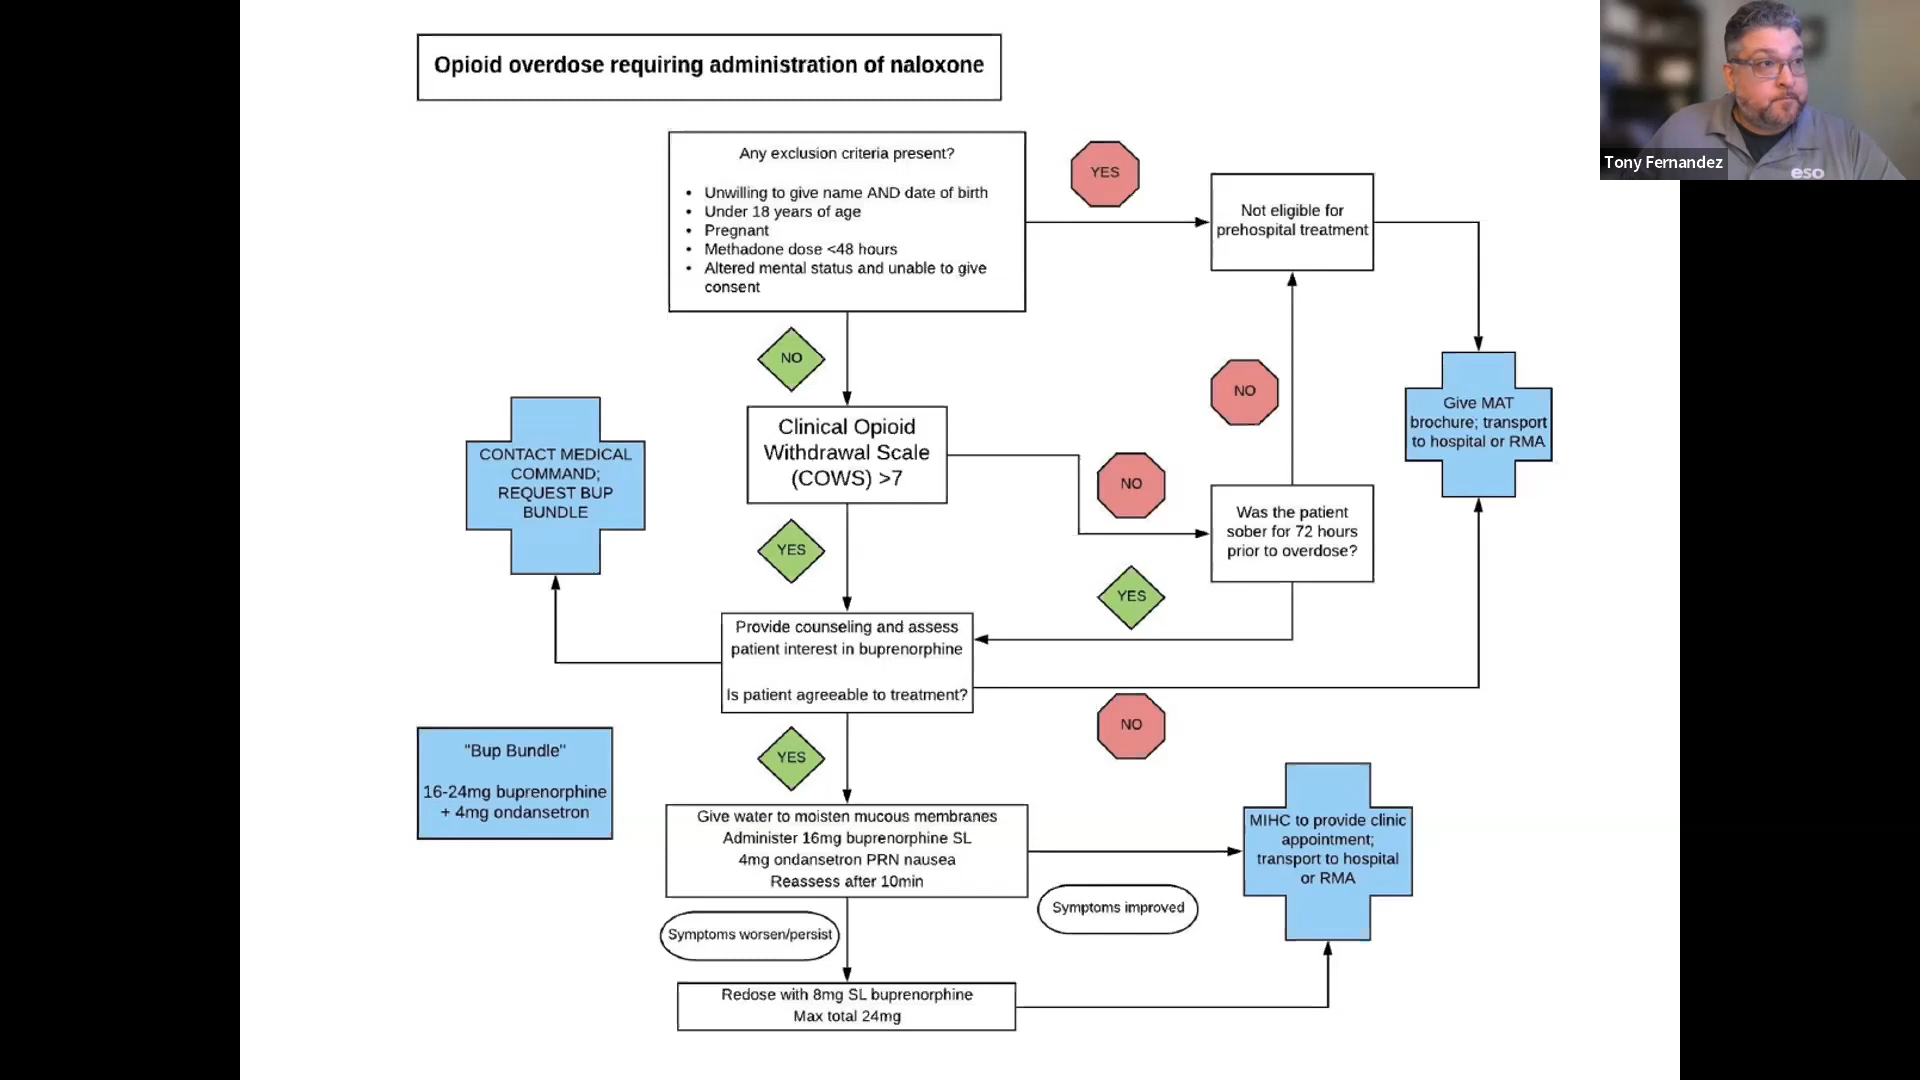 Opioid overdose requiring administration of naloxone
Any exclusion criteria present?
• Unwilling to give name AND date of birth
• Under 18 years of age
• Pregnant
• Methadone dose <48 hours
• Altered mental status and unable to give
consent
YES
Not eligible for
prehospital treatment
NO
NO
Give MAT
brochure; transport
to hospital or RMA
Clinical Opioid
Withdrawal Scale
(COWS) >7
CONTACT MEDICAL
COMMAND;
REQUEST BUP
BUNDLE
NO
Was the patient
sober for 72 hours
prior to overdose?
YES
YES
Provide counseling and assess
patient interest in buprenorphine
Is patient agreeable to treatment?
NO
YES
"Bup Bundle"
16-24mg buprenorphine
+ 4mg ondansetron
Give water to moisten mucous membranes
Administer 16mg buprenorphine SL
4mg ondansetron PRN nausea
Reassess after 10min
MIHC to provide clinic
appointment;
transport to hospital
or RMA
Symptoms improved
Symptoms worsen/persist
Redose with 8mg SL buprenorphine
Max total 24mg
Tony Fernandez
eso